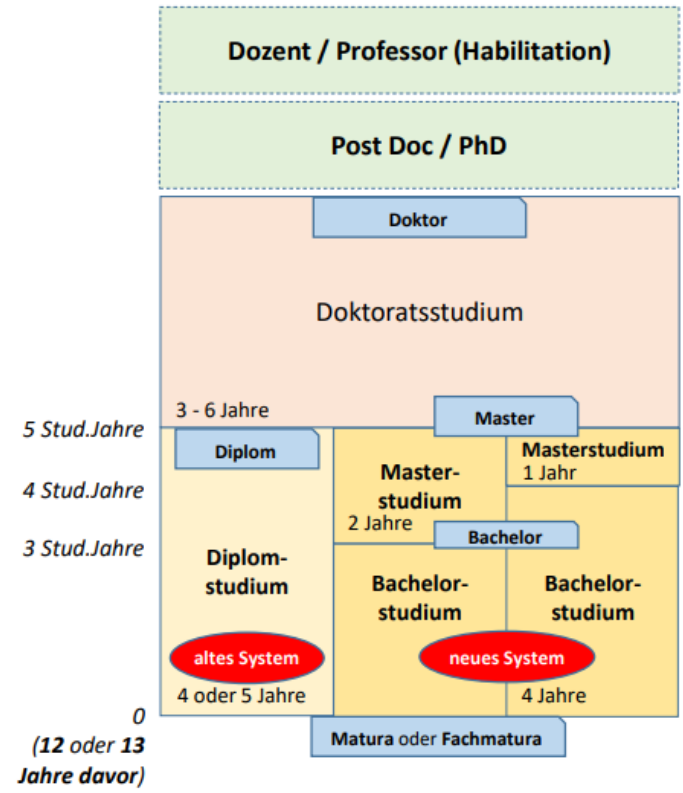 Dozent / Professor (Habilitation)
Post Doc / PhD
Doktor
Doktoratsstudium
3 - 6 Jahre
Master
5 Stud.Jahre
Diplom
Master-
studium
2 Jahre
Masterstudium
1 Jahr
4 Stud.Jahre
Bachelor
3 Stud.Jahre
Diplom-
studium
Bachelor-
studium
Bachelor-
studium
altes System
neues System
4 oder 5 Jahre
4 Jahre
0
(12 oder 13
Jahre davor)
Matura oder Fachmatura